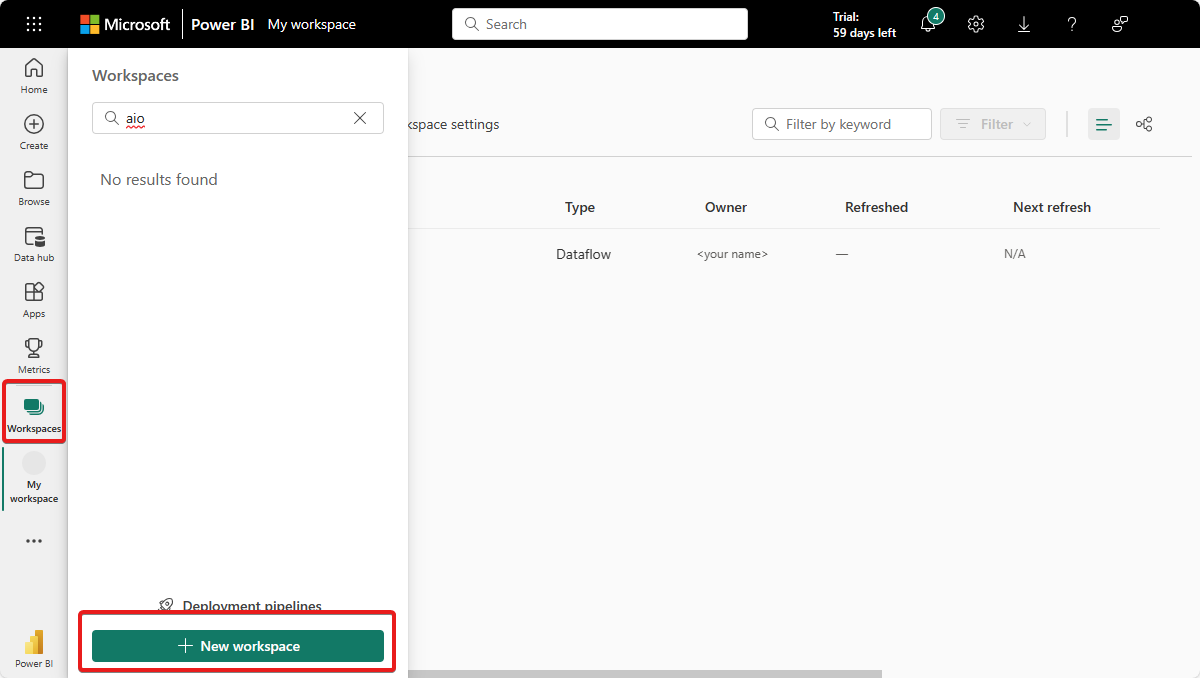 Microsoft Power BI My workspace
Search
Trial:
59 days left
4
?
Home
Create
Browse
Data hub
Apps
Metrics
Workspaces
My
workspace
Power BI
Workspaces
aio
No results found
Deployment pipelines
New workspace
kspace settings
Filter by keyword
Filter
Type Owner Refreshed Next refresh
Dataflow <your name> — N/A